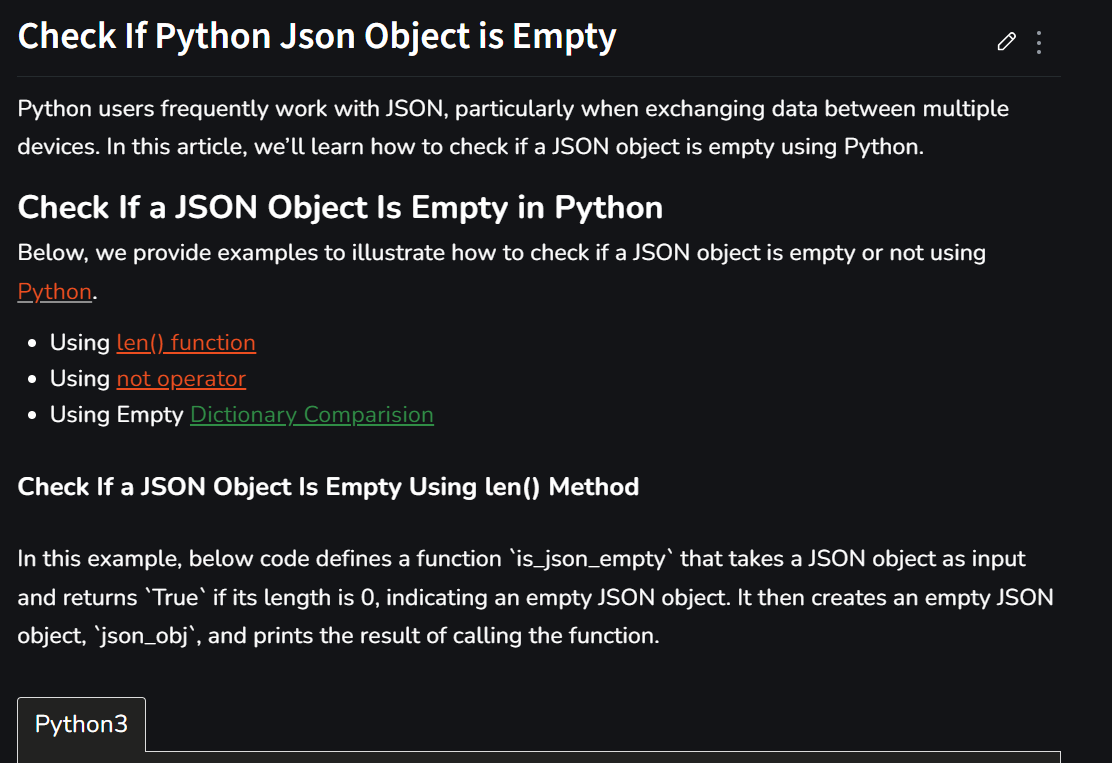 Check If Python Json Object is Empty
Python users frequently work with JSON, particularly when exchanging data between multiple
devices. In this article, we’ll learn how to check if a JSON object is empty using Python.
Check If a JSON Object Is Empty in Python
Below, we provide examples to illustrate how to check if a JSON object is empty or not using
Python.
• Using len() function
• Using not operator
• Using Empty Dictionary Comparision
Check If a JSON Object Is Empty Using len() Method
In this example, below code defines a function `is_json_empty` that takes a JSON object as input
and returns `True` if its length is 0, indicating an empty JSON object. It then creates an empty JSON
object, `json_obj`, and prints the result of calling the function.
Python3